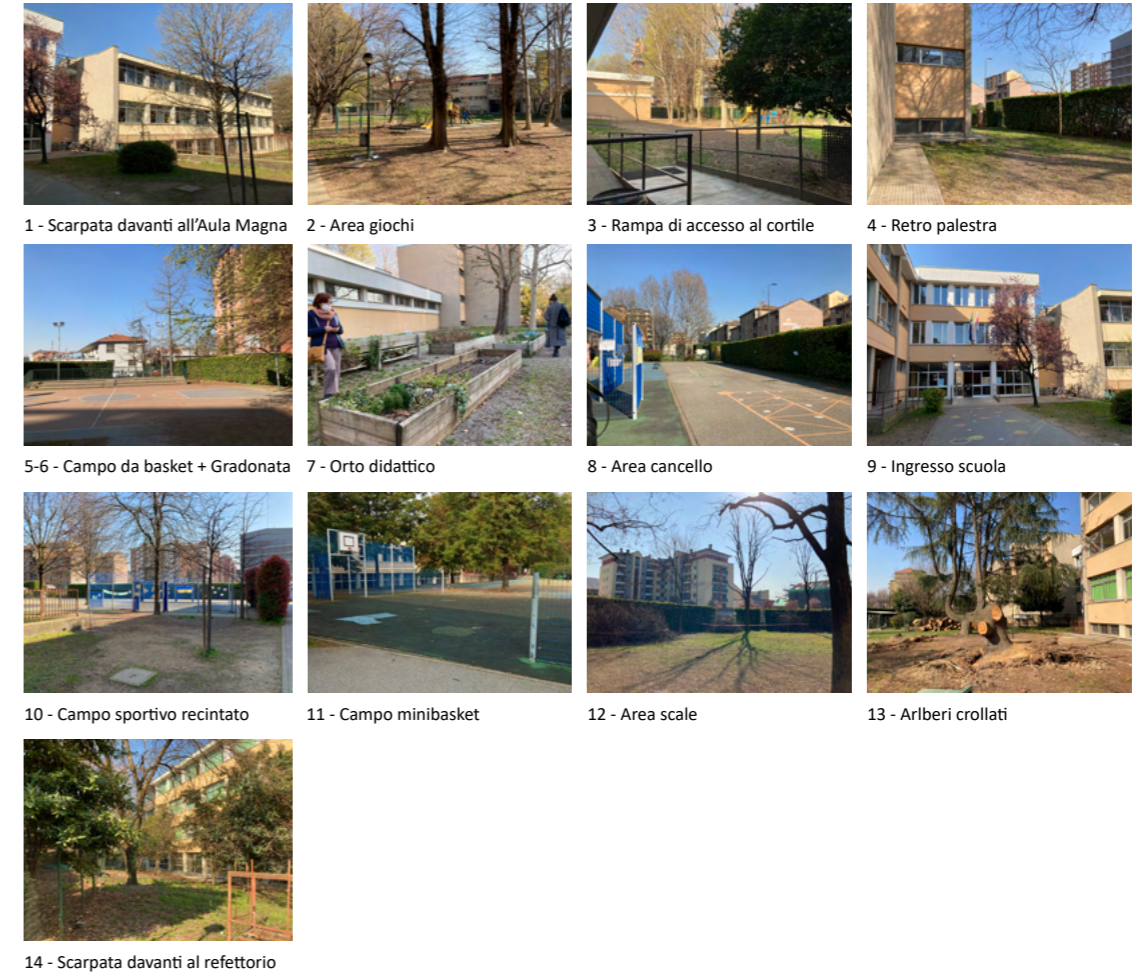 1 - Scarpata davanti all'Aula Magna
2 - Area giochi
3 - Rampa di accesso al cortile
4 - Retro palestra
5-6 - Campo da basket + Gradonata
7 - Orto didattico
8 - Area cancello
9 - Ingresso scuola
10 - Campo sportivo recintato
11 - Campo minibasket
12 - Area scale
13 - Arlberi crollati
14 - Scarpata davanti al refettorio